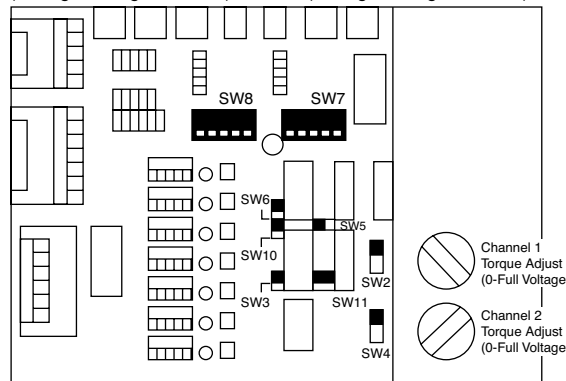 SW8
SW7
SW6
SW5
SW10
SW3
SW2
SW11
SW4
Channel 1
Torque Adjust
(0-Full Voltage
Channel 2
Torque Adjust
(0-Full Voltage